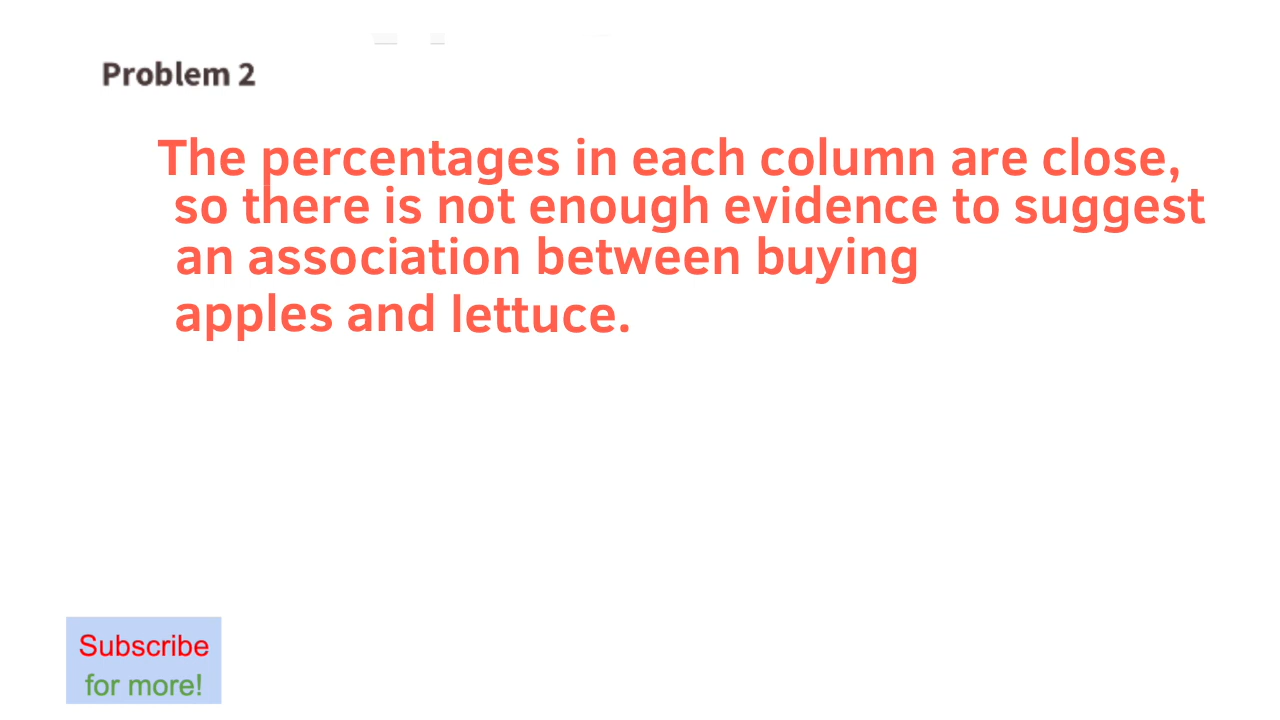 Problem 2
The percentages in each column are close,
so there is not enough evidence to suggest
an association between buying
apples and lettuce.
Subscribe
for more!